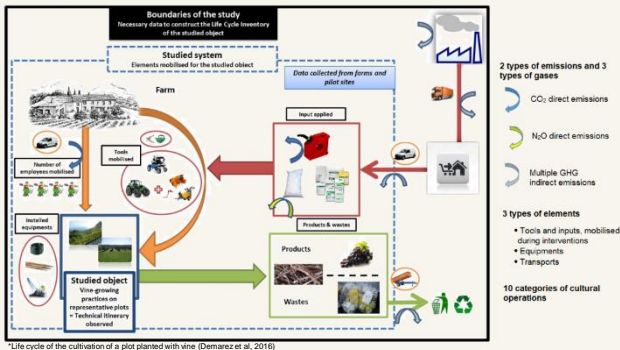 Boundaries of the study
Necessary data to construct the Life Cycle Inventory
of the studied object
Studied system
Elements mobilised for the studied object
Data collected from farms and
pilot sites
Farm
Number of
employees mobilised
Tools
mobilised
Input applied
Installed
equipments
Studied object
Vine-growing
practices on
representative plots
= Technical Itinerary
observed
Products & wastes
Products
Wastes
2 types of emissions and 3
types of gases
CO₂ direct emissions
N₂O direct emissions
Multiple GHG
indirect emissions
3 types of elements
• Tools and inputs, mobilised
during interventions
• Equipments
• Transports
10 categories of cultural
operations
*Life cycle of the cultivation of a plot planted with vine (Demarez et al, 2016)